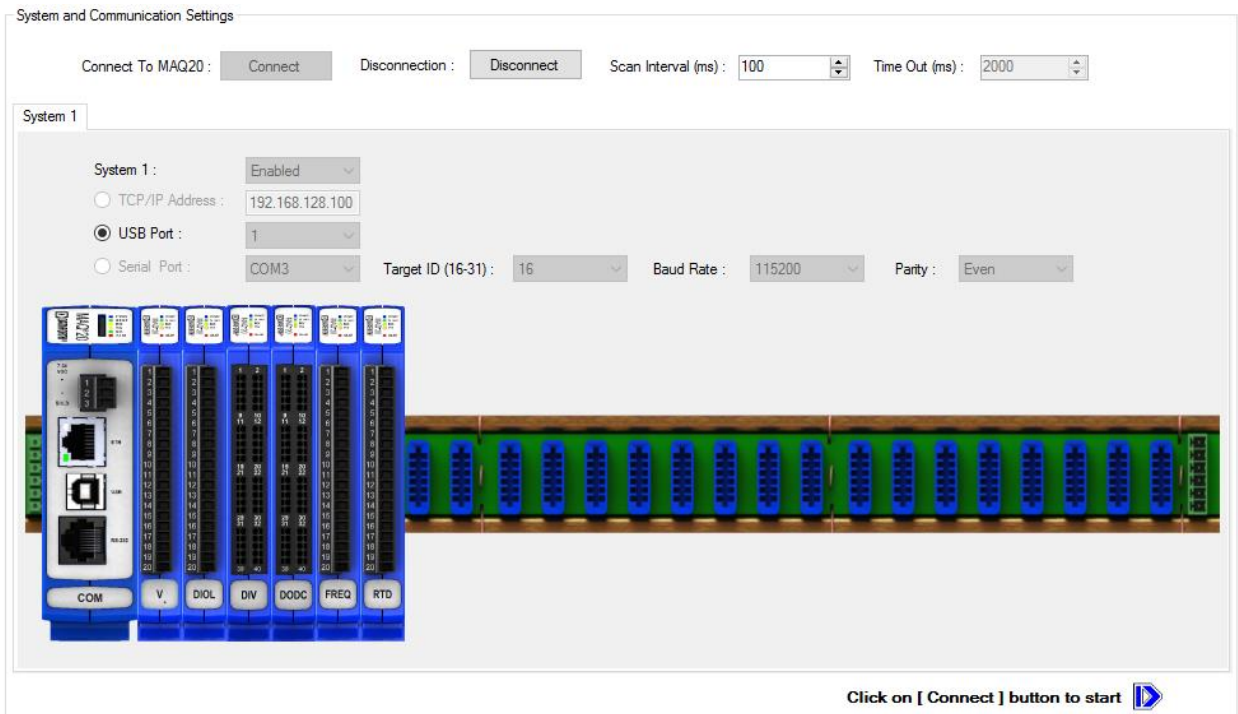 System and Communication Settings
Connect To MAQ20 : Connect Disconnection : Disconnect Scan Interval (ms) : 100 Time Out (ms) : 2000
System 1
System 1 : Enabled
TCP/IP Address : 192.168.128.100
USB Port : 1
Serial Port : COM3 Target ID (16-31) : 16 Baud Rate : 115200 Parity : Even
MAQ20
COM V DIOL DIV DODC FREQ RTD
Click on [ Connect ] button to start